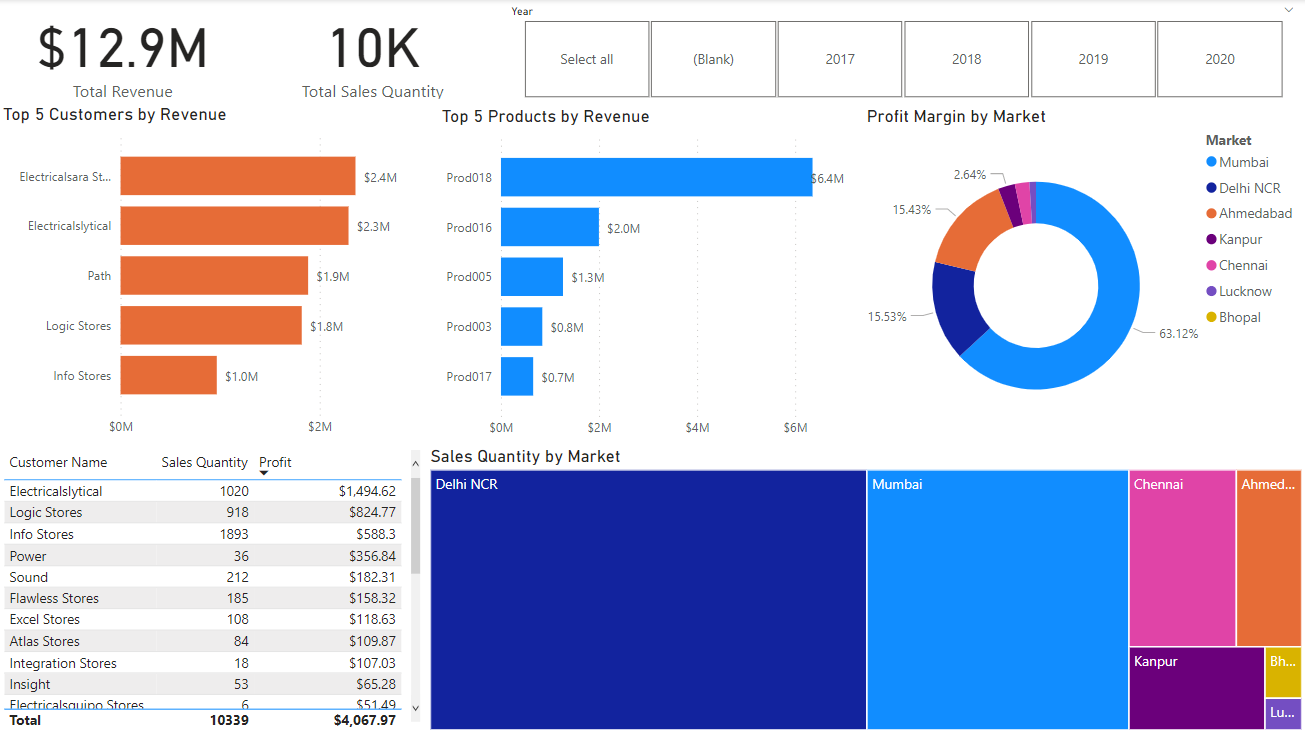 Year
$12.9M
Total Revenue
10K
Total Sales Quantity
Select all
(Blank)
2017
2018
2019
2020
Top 5 Customers by Revenue
Electricalsara St...
$2.4M
Electricalslytical
$2.3M
Path
$1.9M
Logic Stores
$1.8M
Info Stores
$1.0M
$0M
$2M
Top 5 Products by Revenue
Prod018
$6.4M
Prod016
$2.0M
Prod005
$1.3M
Prod003
$0.8M
Prod017
$0.7M
$0M
$2M
$4M
$6M
Profit Margin by Market
2.64%
15.43%
15.53%
63.12%
Market
Mumbai
Delhi NCR
Ahmedabad
Kanpur
Chennai
Lucknow
Bhopal
Customer Name Sales Quantity Profit
Electricalslytical 1020 $1,494.62
Logic Stores 918 $824.77
Info Stores 1893 $588.3
Power 36 $356.84
Sound 212 $182.31
Flawless Stores 185 $158.32
Excel Stores 108 $118.63
Atlas Stores 84 $109.87
Integration Stores 18 $107.03
Insight 53 $65.28
Electricalsquipo Stores 6 $51.49
Total 10339 $4,067.97
Sales Quantity by Market
Delhi NCR
Mumbai
Chennai
Ahmed...
Kanpur
Bh...
Lu...